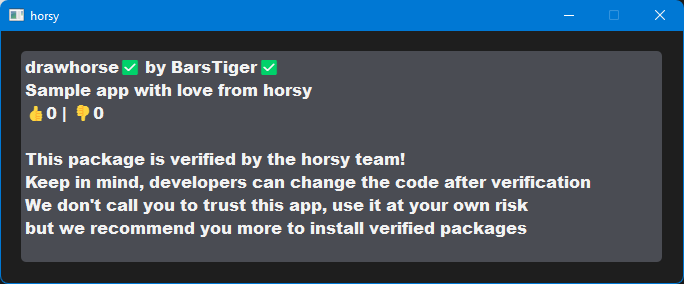 horsy
drawhorse✅ by BarsTiger✅
Sample app with love from horsy
👍0 | 👎0
This package is verified by the horsy team!
Keep in mind, developers can change the code after verification
We don't call you to trust this app, use it at your own risk
but we recommend you more to install verified packages